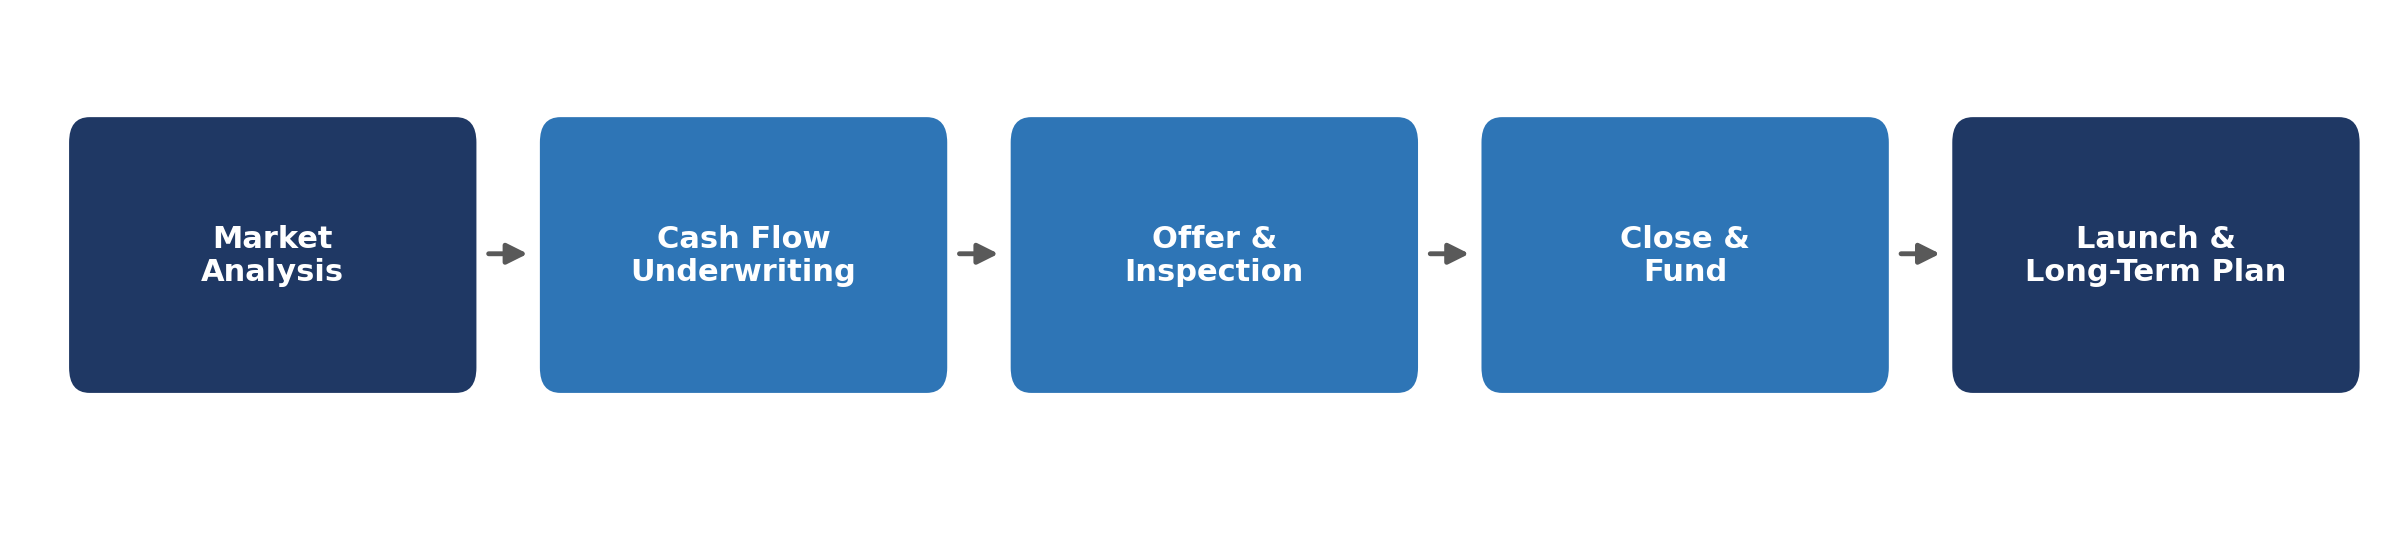 Market
Analysis
Cash Flow
Underwriting
Offer &
Inspection
Close &
Fund
Launch &
Long-Term Plan